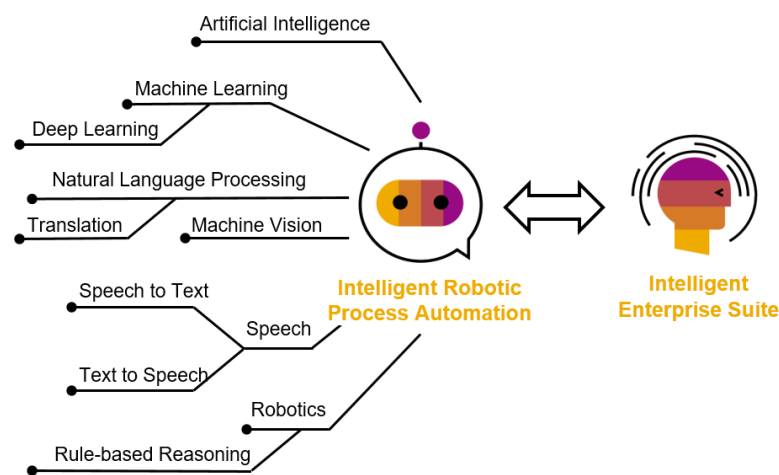 Artificial Intelligence
Machine Learning
Deep Learning
Natural Language Processing
Translation
Machine Vision
Intelligent Robotic
Process Automation
Intelligent
Enterprise Suite
Speech to Text
Speech
Text to Speech
Robotics
Rule-based Reasoning